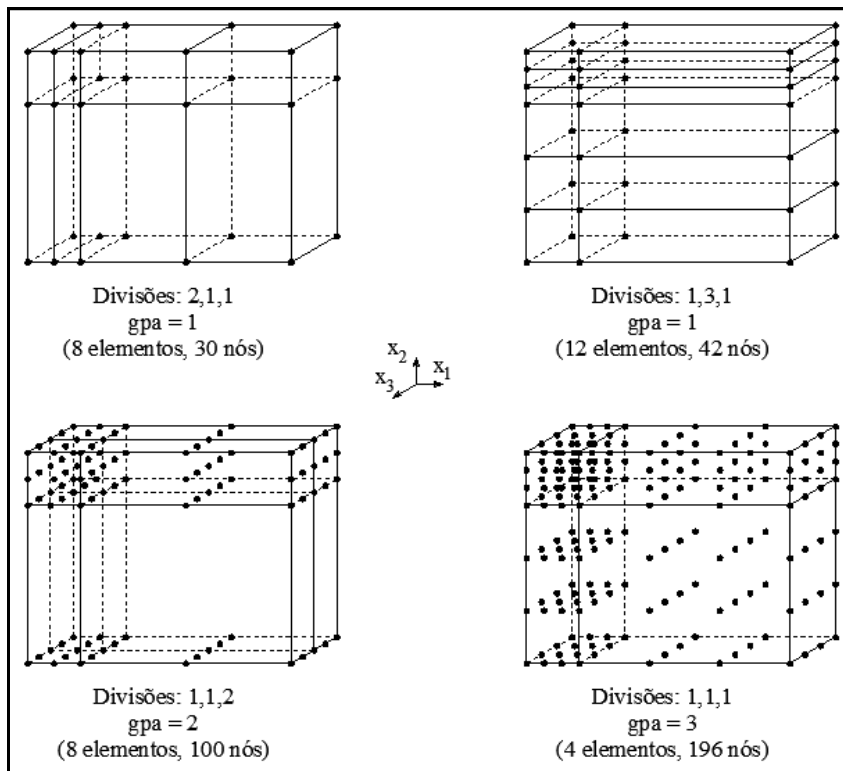 Divisões: 2,1,1
gpa = 1
(8 elementos, 30 nós)
Divisões: 1,3,1
gpa = 1
(12 elementos, 42 nós)
x2
x3
x1
Divisões: 1,1,2
gpa = 2
(8 elementos, 100 nós)
Divisões: 1,1,1
gpa = 3
(4 elementos, 196 nós)